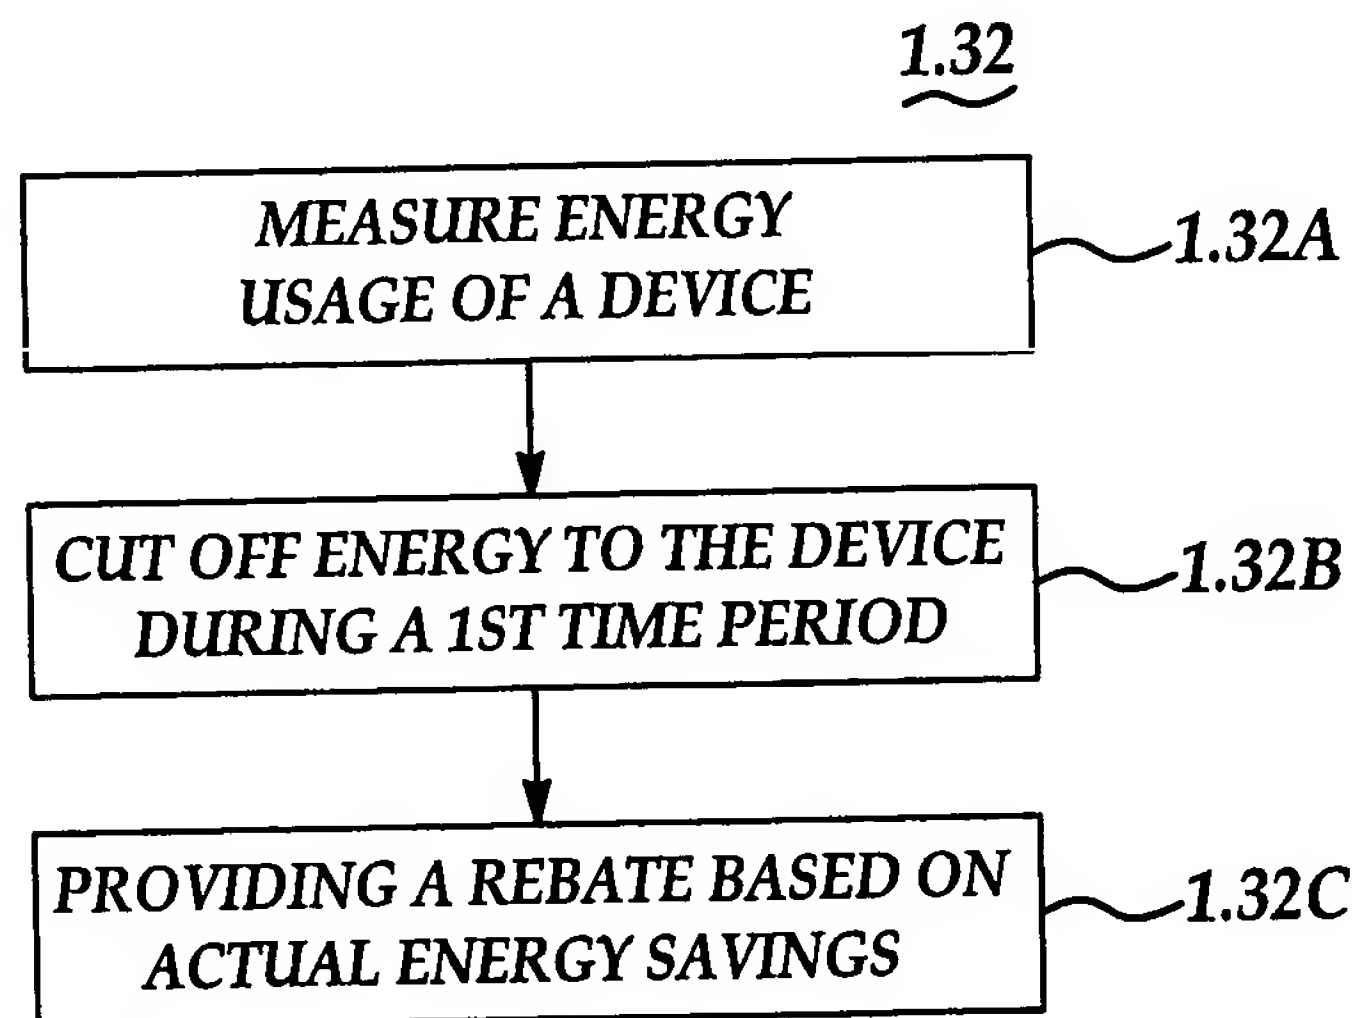 1.32
MEASURE ENERGY
USAGE OF A DEVICE
1.32A
CUT OFF ENERGY TO THE DEVICE
DURING A 1ST TIME PERIOD
1.32B
PROVIDING A REBATE BASED ON
ACTUAL ENERGY SAVINGS
1.32C